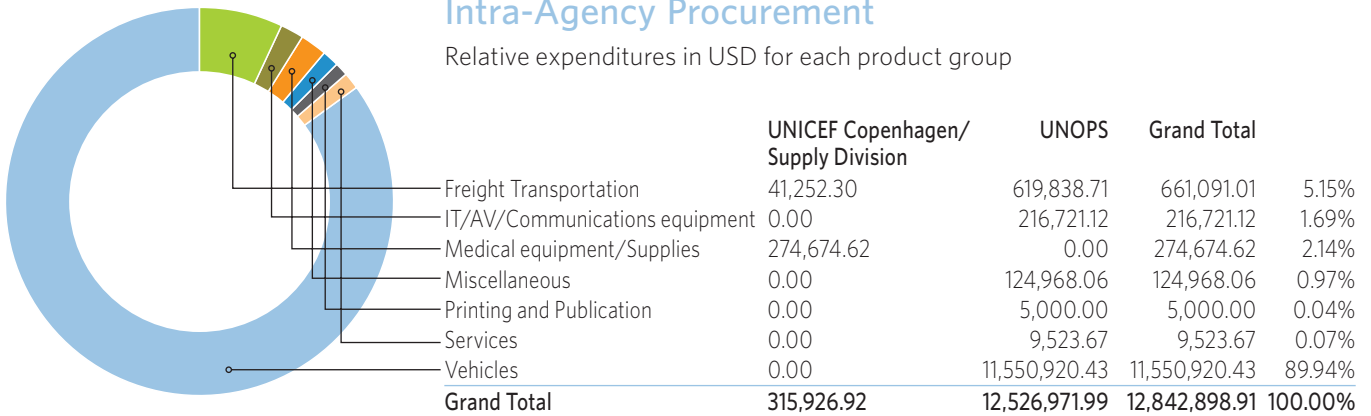 Intra-Agency Procurement
Relative expenditures in USD for each product group
UNICEF Copenhagen/ UNOPS Grand Total
Supply Division
Freight Transportation 41,252.30 619,838.71 661,091.01 5.15%
IT/AV/Communications equipment 0.00 216,721.12 216,721.12 1.69%
Medical equipment/Supplies 274,674.62 0.00 274,674.62 2.14%
Miscellaneous 0.00 124,968.06 124,968.06 0.97%
Printing and Publication 0.00 5,000.00 5,000.00 0.04%
Services 0.00 9,523.67 9,523.67 0.07%
Vehicles 0.00 11,550,920.43 11,550,920.43 89.94%
Grand Total 315,926.92 12,526,971.99 12,842,898.91 100.00%